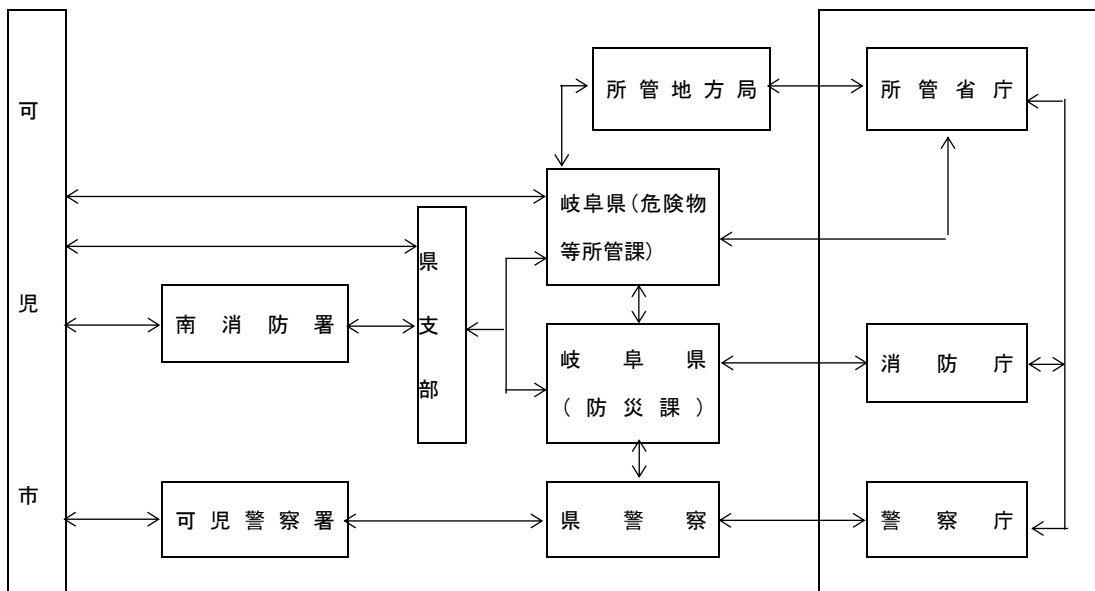 可児市
所管地方局
所管省庁
岐阜県(危険物
等所管課)
県支部
南消防署
岐阜県
(防災課)
消防庁
可児警察署
県警察
警察庁